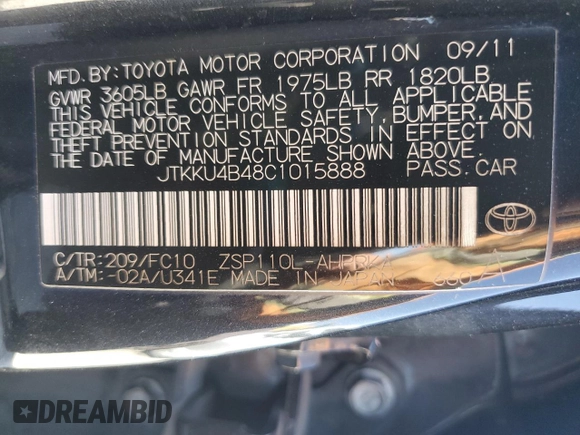 MFD.BY:TOYOTA MOTOR CORPORATION 09/11
GVWR 3605LB GAWR FR 1975LB RR 1820LB
THIS VEHICLE CONFORMS TO ALL APPLICABLE
FEDERAL MOTOR VEHICLE SAFETY,BUMPER,AND
THEFT PREVENTION STANDARDS IN EFFECT ON
THE DATE OF MANUFACTURE SHOWN ABOVE.
JTKKU4B48C1015888 PASS.CAR
C/TR:209/FC10 ZSP110L-AHPRKA
A/TM:-02A/U341E MADE IN JAPAN
DREAMBID